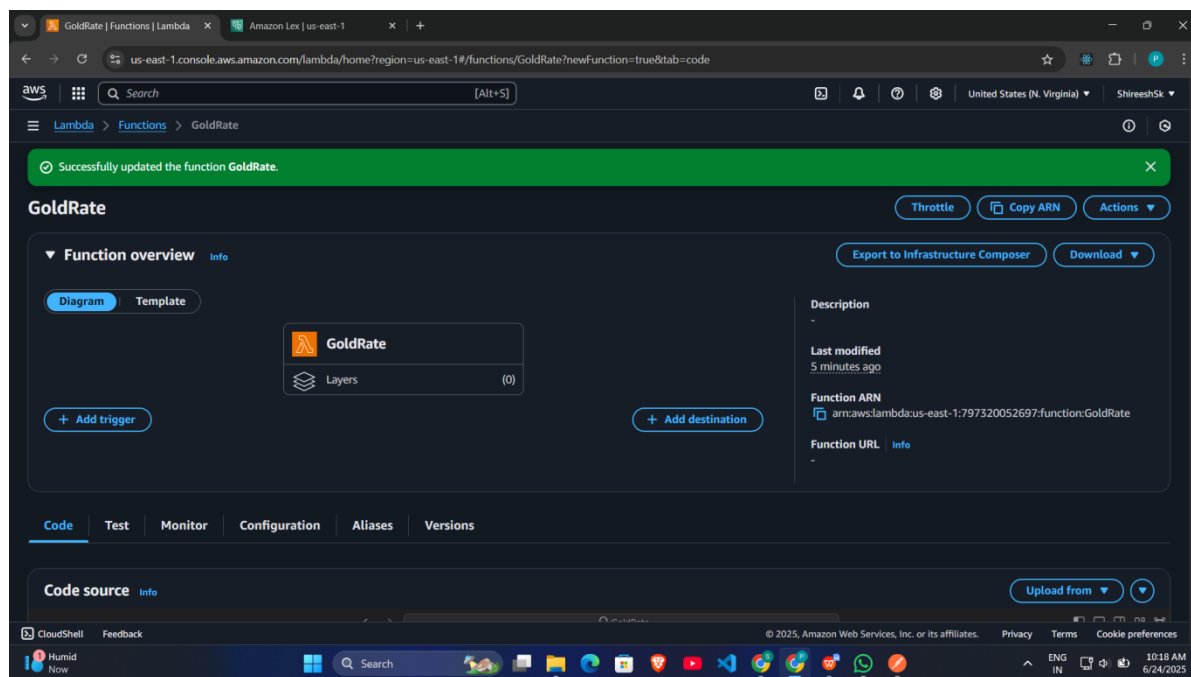 GoldRate | Functions | Lambda
Amazon Lex | us-east-1
us-east-1.console.aws.amazon.com/lambda/home?region=us-east-1#/functions/GoldRate?newFunction=true&tab=code
P
aws
Search
[Alt+S]
United States (N. Virginia)
ShireeshSk
Lambda > Functions > GoldRate
Successfully updated the function GoldRate.
GoldRate
Throttle
Copy ARN
Actions
Function overview Info
Export to Infrastructure Composer
Download
Diagram
Template
Description
-
GoldRate
Last modified
5 minutes ago
Layers
(0)
Function ARN
arn:aws:lambda:us-east-1:797320052697:function:GoldRate
+ Add trigger
+ Add destination
Function URL Info
-
Code
Test
Monitor
Configuration
Aliases
Versions
Code source Info
Upload from
CloudShell
Feedback
© 2025, Amazon Web Services, Inc. or its affiliates.
Privacy
Terms
Cookie preferences
1
Humid
Now
Search
ENG
IN
10:18 AM
6/24/2025